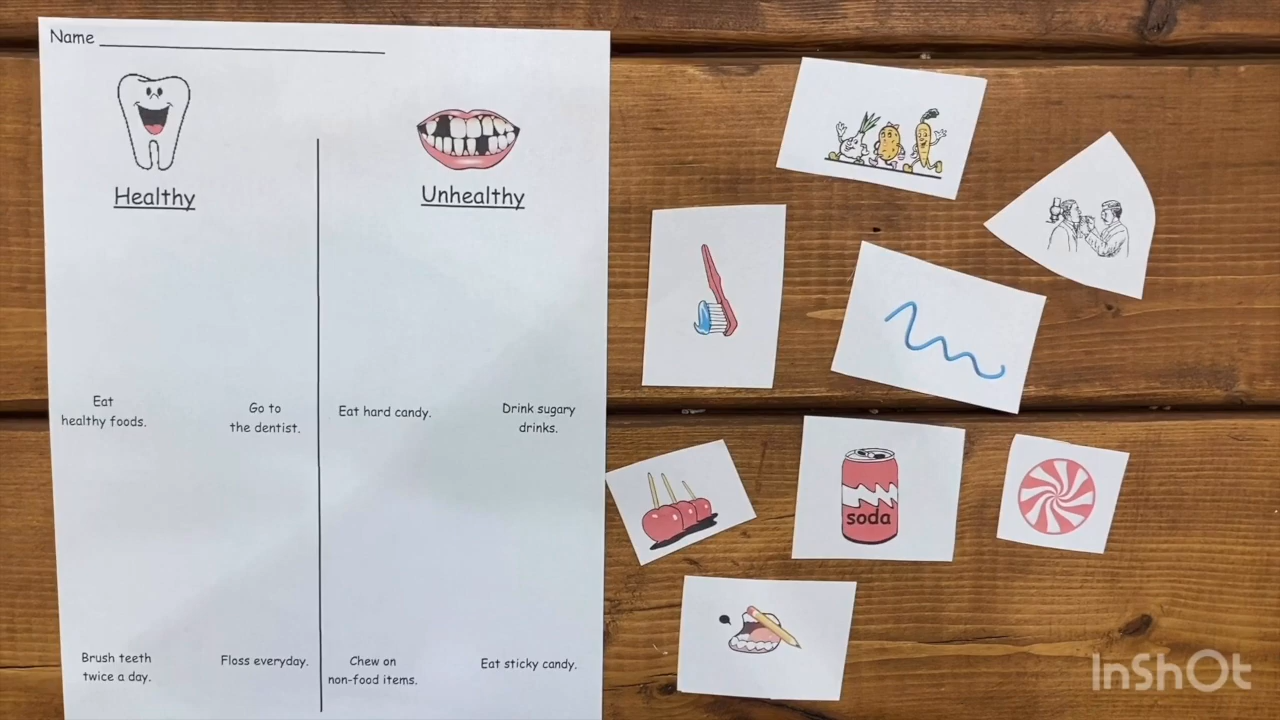 Name
Healthy
Unhealthy
Eat
healthy foods.
Go to
the dentist.
Eat hard candy.
Drink sugary
drinks.
Brush teeth
twice a day.
Floss everyday.
Chew on
non-food items.
Eat sticky candy.
soda
InShOt